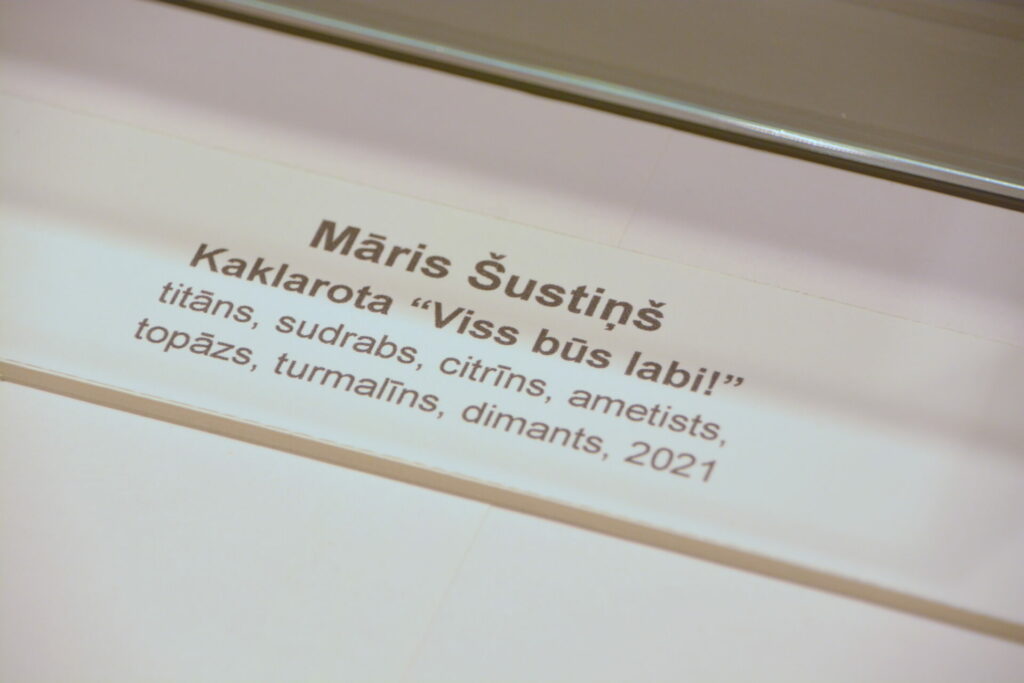 Māris Šustiņš
Kaklarota “Viss būs labi!”
titāns, sudrabs, citrīns, ametists,
topāzs, turmalīns, dimants, 2021